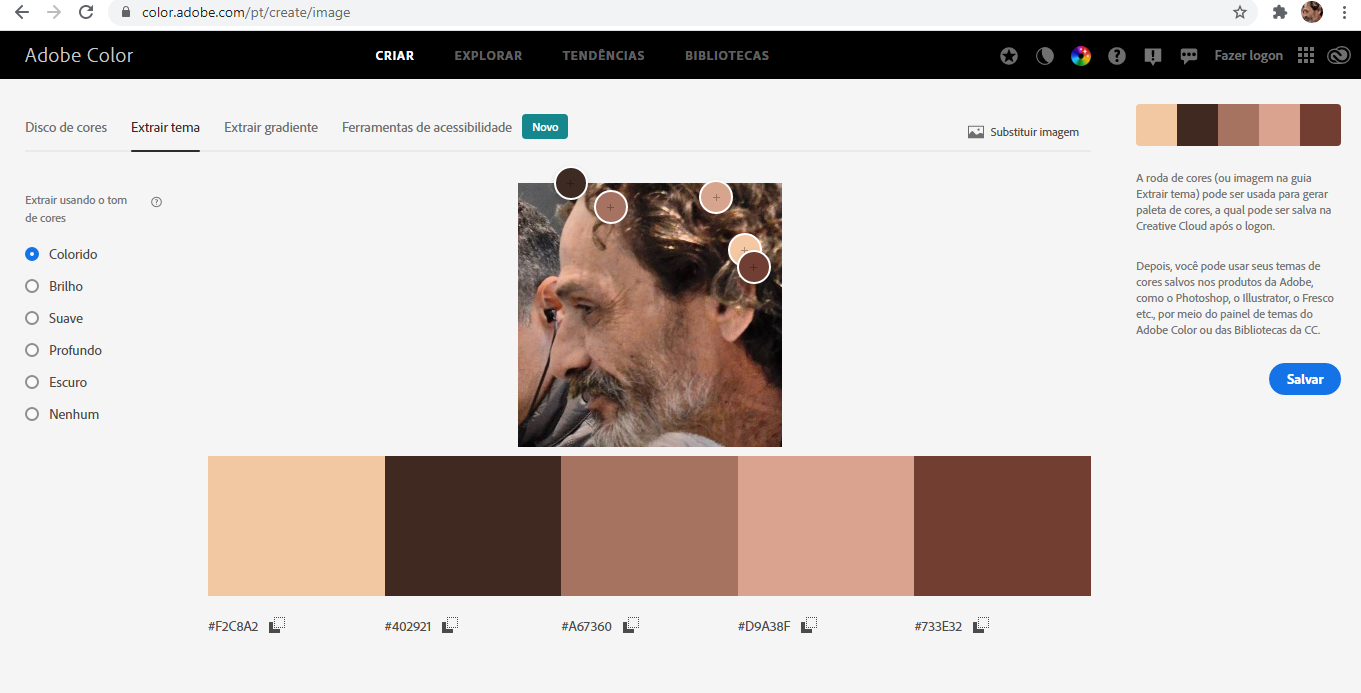 color.adobe.com/pt/create/image
Adobe Color
CRIAR
EXPLORAR
TENDÊNCIAS
BIBLIOTECAS
Fazer logon
Disco de cores
Extrair tema
Extrair gradiente
Ferramentas de acessibilidade
Novo
Substituir imagem
Extrair usando o tom
de cores
Colorido
Brilho
Suave
Profundo
Escuro
Nenhum
A roda de cores (ou imagem na guia
Extrair tema) pode ser usada para gerar
paleta de cores, a qual pode ser salva na
Creative Cloud após o logon.
Depois, você pode usar seus temas de
cores salvos nos produtos da Adobe,
como o Photoshop, o Illustrator, o Fresco
etc., por meio do painel de temas do
Adobe Color ou das Bibliotecas da CC.
Salvar
#F2C8A2
#402921
#A67360
#D9A38F
#733E32